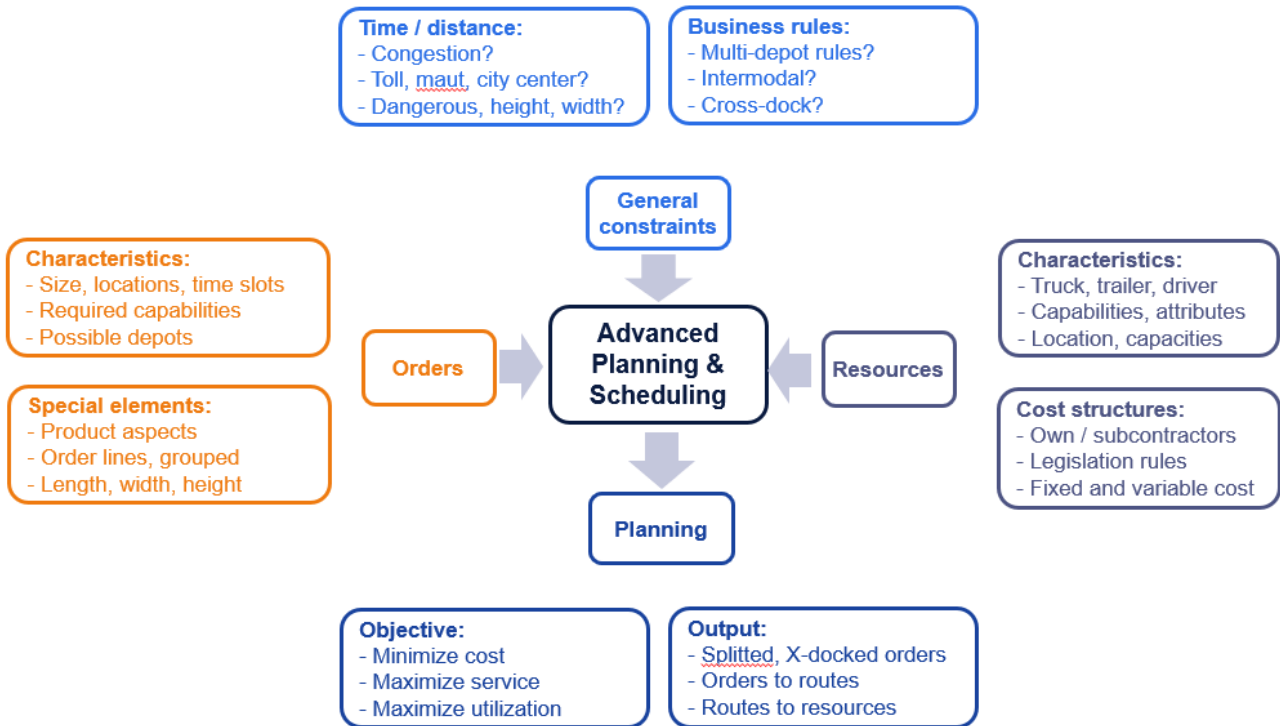 Time / distance:
- Congestion?
- Toll, maut, city center?
- Dangerous, height, width?
Business rules:
- Multi-depot rules?
- Intermodal?
- Cross-dock?
General
constraints
Characteristics:
- Size, locations, time slots
- Required capabilities
- Possible depots
Special elements:
- Product aspects
- Order lines, grouped
- Length, width, height
Orders
Advanced
Planning &
Scheduling
Resources
Characteristics:
- Truck, trailer, driver
- Capabilities, attributes
- Location, capacities
Cost structures:
- Own / subcontractors
- Legislation rules
- Fixed and variable cost
Planning
Objective:
- Minimize cost
- Maximize service
- Maximize utilization
Output:
- Splitted, X-docked orders
- Orders to routes
- Routes to resources